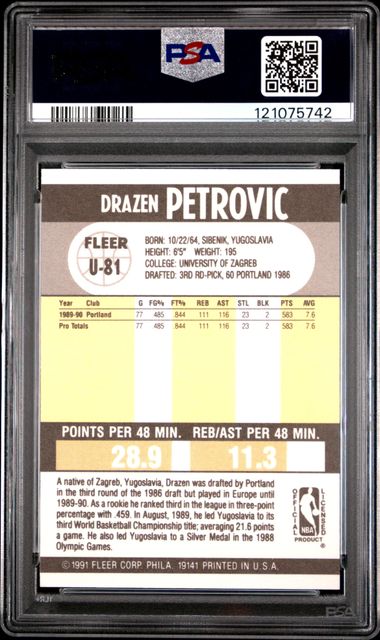 PSA
121075742
DRAZEN PETROVIC
FLEER
U-81
BORN: 10/22/64, SIBENIK, YUGOSLAVIA
HEIGHT: 6'5" WEIGHT: 195
COLLEGE: UNIVERSITY OF ZAGREB
DRAFTED: 3RD RD-PICK, 60 PORTLAND 1986
Year Club G FG% FT% REB AST STL BLK PTS AVG
1989-90 Portland 77 .485 .844 111 116 23 2 583 7.6
Pro Totals 77 .485 .844 111 116 23 2 583 7.6
POINTS PER 48 MIN. REB/AST PER 48 MIN.
28.9 11.3
A native of Zagreb, Yugoslavia, Drazen was drafted by Portland
in the third round of the 1986 draft but played in Europe until
1989-90. As a rookie he ranked third in the league in three-point
percentage with .459. In August, 1989, he led Yugoslavia to its
third World Basketball Championship title; averaging 21.6 points
a game. He also led Yugoslavia to a Silver Medal in the 1988
Olympic Games.
OFFICIAL
LICENSED
NBA
PRODUCT
©1991 FLEER CORP. PHILA. 19141 PRINTED IN U.S.A.
PSA